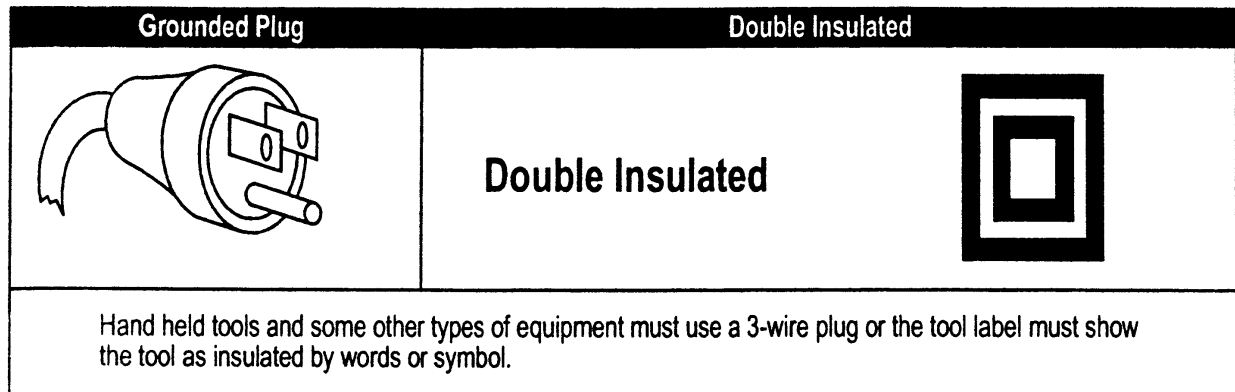 Grounded Plug
Double Insulated
Double Insulated
Hand held tools and some other types of equipment must use a 3-wire plug or the tool label must show
the tool as insulated by words or symbol.